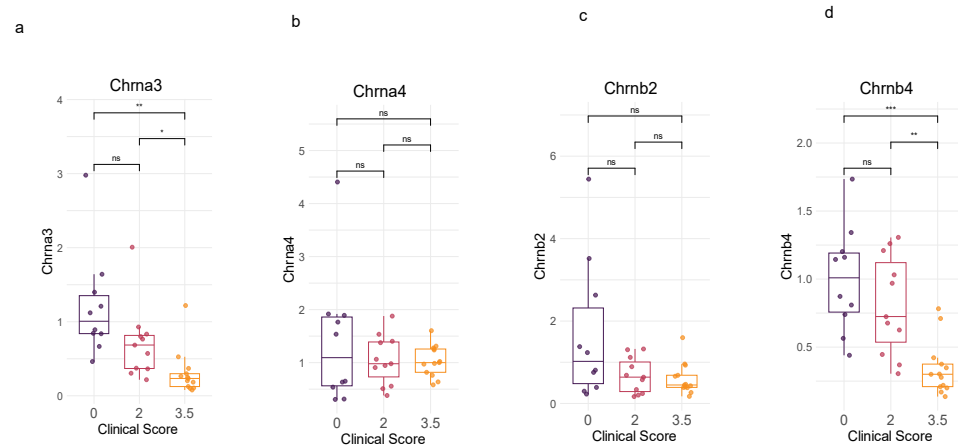 a
Chrna3
4
3
2
1
0
**
*
ns
Chrna3
0
2
3.5
Clinical Score
b
Chrna4
5
4
3
2
1
0
ns
ns
ns
Chrna4
0
2
3.5
Clinical Score
c
Chrnb2
6
4
2
0
ns
ns
ns
Chrnb2
0
2
3.5
Clinical Score
d
Chrnb4
2.0
1.5
1.0
0.5
***
**
ns
Chrnb4
0
2
3.5
Clinical Score